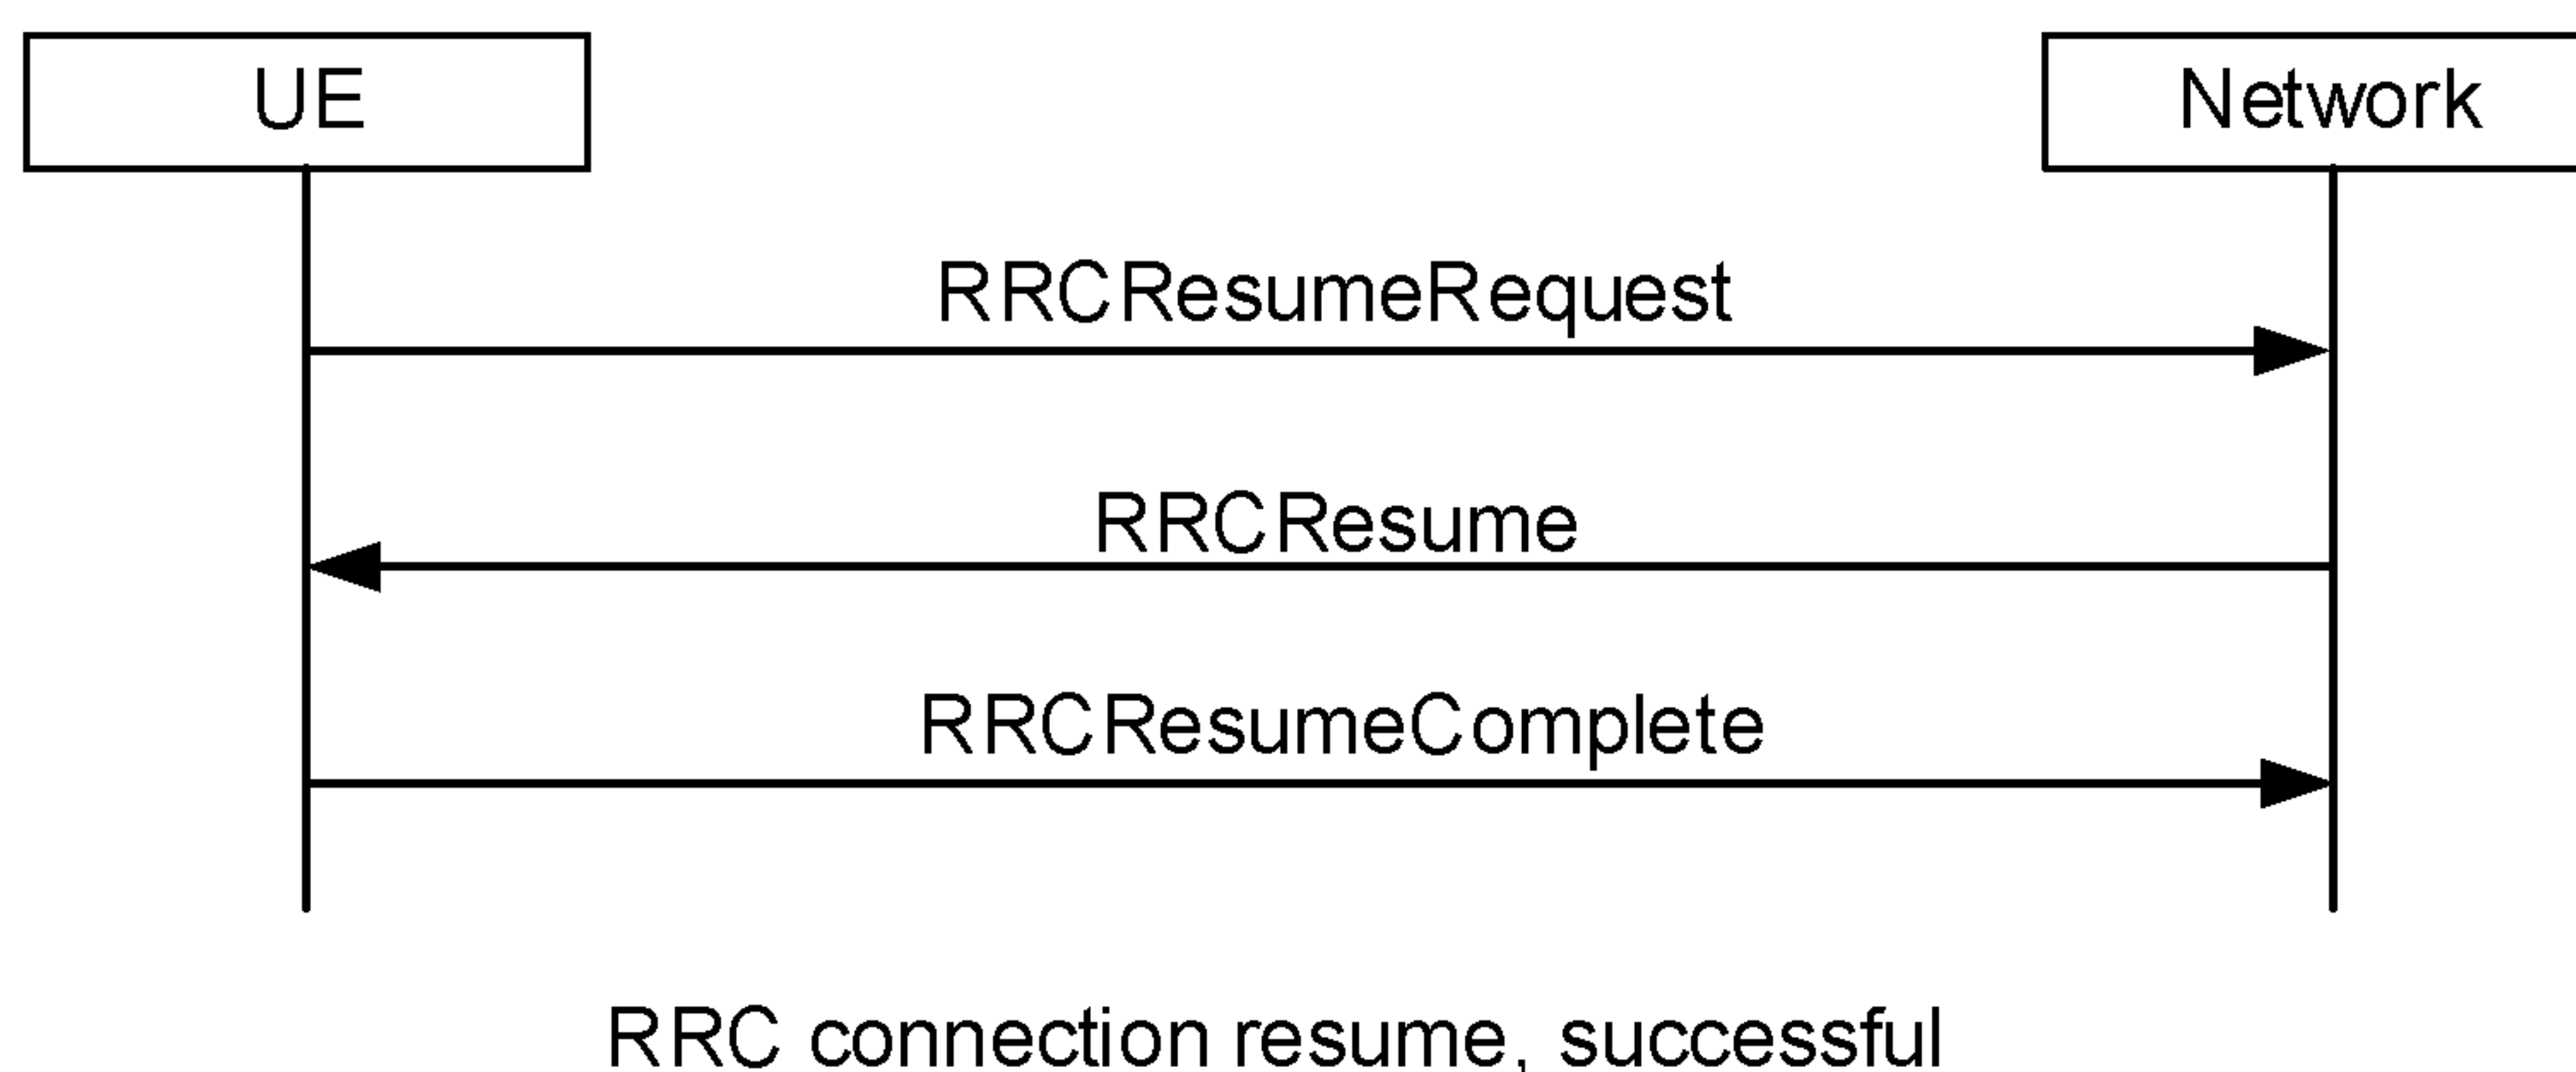 UE
Network
RRCResumeRequest
RRCResume
RRCResumeComplete
RRC connection resume, successful